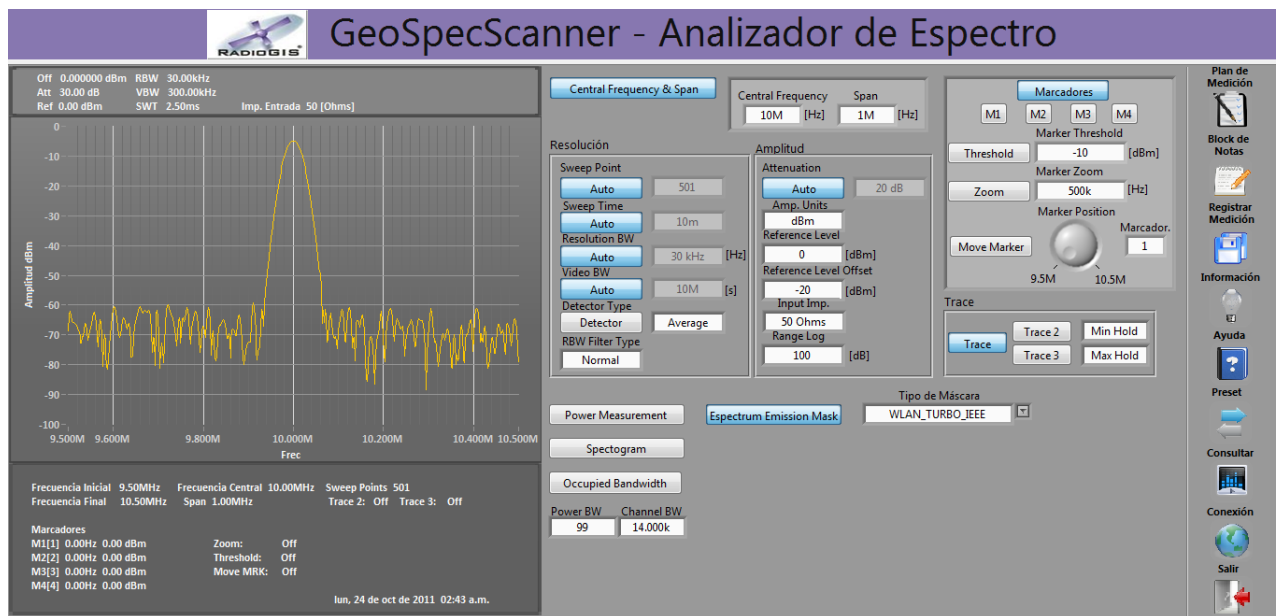 RADIOGIS
GeoSpecScanner - Analizador de Espectro
Off 0.000000 dBm RBW 30.00kHz
Att 30.00 dB VBW 300.00kHz
Ref 0.00 dBm SWT 2.50ms Imp. Entrada 50 [Ohms]
0
-10
-20
-30
-40
-50
-60
-70
-80
-90
-100
Amplitud dBm
9.500M 9.600M 9.800M 10.000M 10.200M 10.400M 10.500M
Frec
Frecuencia Inicial 9.50MHz Frecuencia Central 10.00MHz Sweep Points 501
Frecuencia Final 10.50MHz Span 1.00MHz Trace 2: Off Trace 3: Off
Marcadores
M1[1] 0.00Hz 0.00 dBm Zoom: Off
M2[2] 0.00Hz 0.00 dBm Threshold: Off
M3[3] 0.00Hz 0.00 dBm Move MRK: Off
M4[4] 0.00Hz 0.00 dBm
lun, 24 de oct de 2011 02:43 a.m.
Central Frequency & Span
Central Frequency Span
10M [Hz] 1M [Hz]
Resolución
Sweep Point
Auto 501
Sweep Time
Auto 10m
Resolution BW
Auto 30 kHz [Hz]
Video BW
Auto 10M [s]
Detector Type
Detector Average
RBW Filter Type
Normal
Amplitud
Attenuation
Auto 20 dB
Amp. Units
dBm
Reference Level
0 [dBm]
Reference Level Offset
-20 [dBm]
Input Imp.
50 Ohms
Range Log
100 [dB]
Marcadores
M1 M2 M3 M4
Marker Threshold
Threshold -10 [dBm]
Marker Zoom
Zoom 500k [Hz]
Marker Position
Marcador.
Move Marker 1
9.5M 10.5M
Trace
Trace Trace 2 Min Hold
Trace 3 Max Hold
Power Measurement
Espectrum Emission Mask
Tipo de Máscara
WLAN_TURBO_IEEE
Spectogram
Occupied Bandwidth
Power BW Channel BW
99 14.000k
Plan de
Medición
Block de
Notas
Registrar
Medición
Información
Ayuda
Preset
Consultar
Conexión
Salir